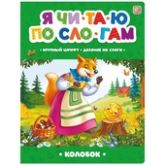 Я ЧИ-ТА-Ю
ПО СЛО-ГАМ
• КРУПНЫЙ ШРИФТ • ДЕЛЕНИЕ НА СЛОГИ •
КОЛОБОК